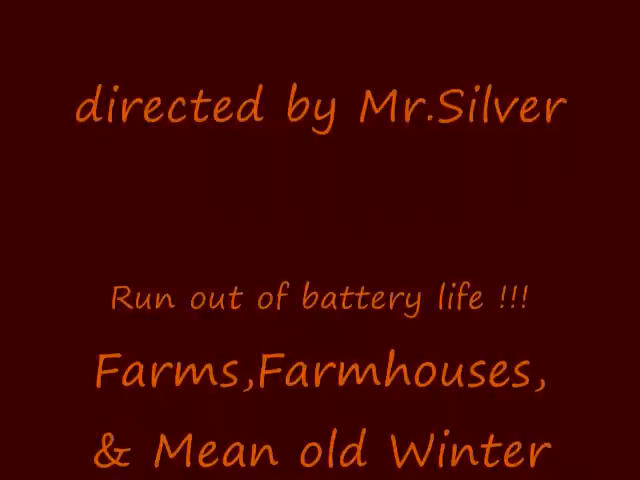 directed by Mr.Silver
Run out of battery life !!!
Farms,Farmhouses,
& Mean old Winter